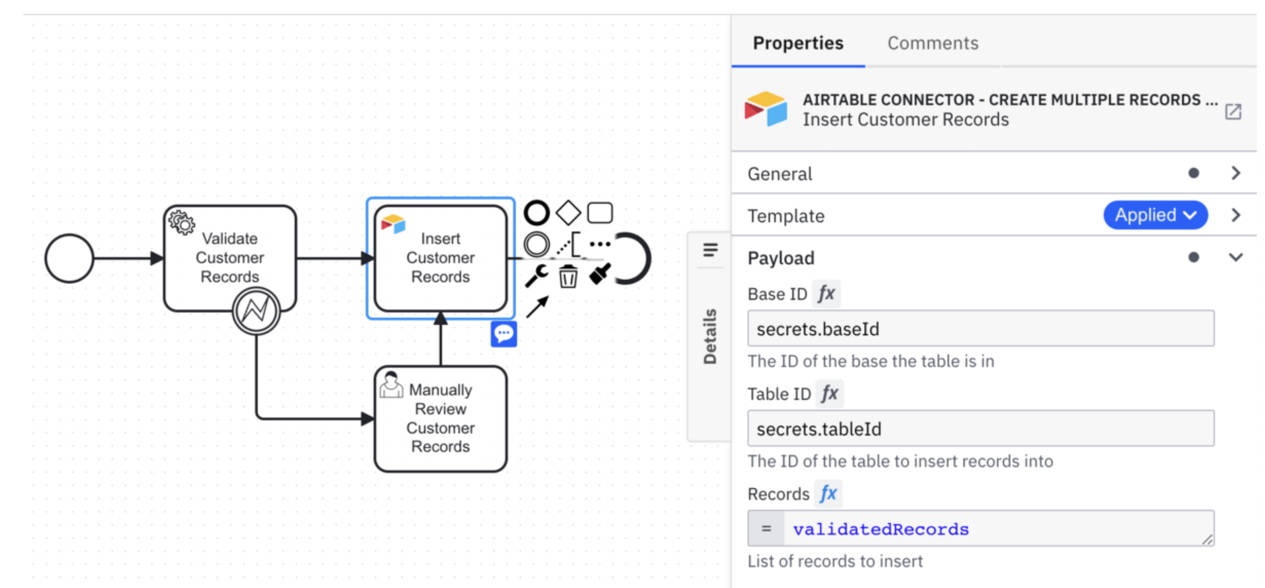 Properties
Comments
AIRTABLE CONNECTOR - CREATE MULTIPLE RECORDS ...
Insert Customer Records
General
Template
Applied
Payload
Base ID fx
secrets.baseId
The ID of the base the table is in
Table ID fx
secrets.tableId
The ID of the table to insert records into
Records fx
= validatedRecords
List of records to insert
Details
Validate
Customer
Records
Insert
Customer
Records
Manually
Review
Customer
Records